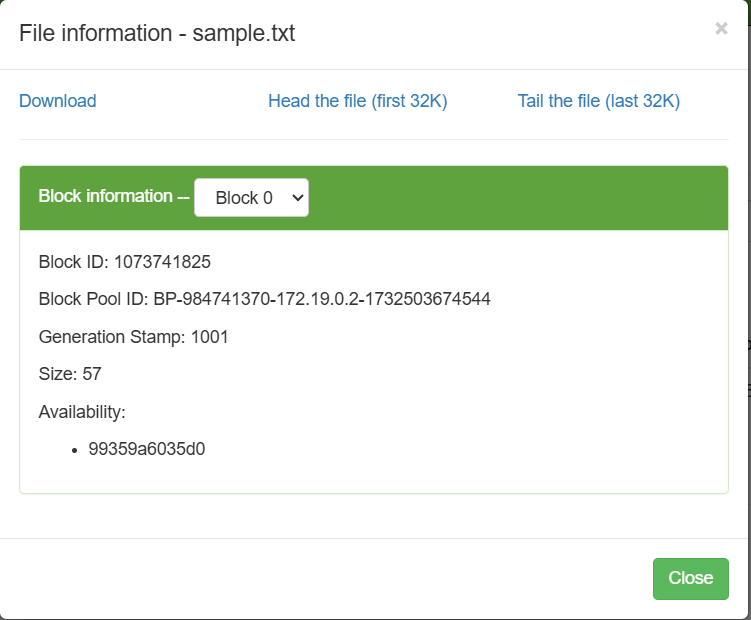 File information - sample.txt ×
Download Head the file (first 32K) Tail the file (last 32K)
Block information -- Block 0
Block ID: 1073741825
Block Pool ID: BP-984741370-172.19.0.2-1732503674544
Generation Stamp: 1001
Size: 57
Availability:
• 99359a6035d0
Close